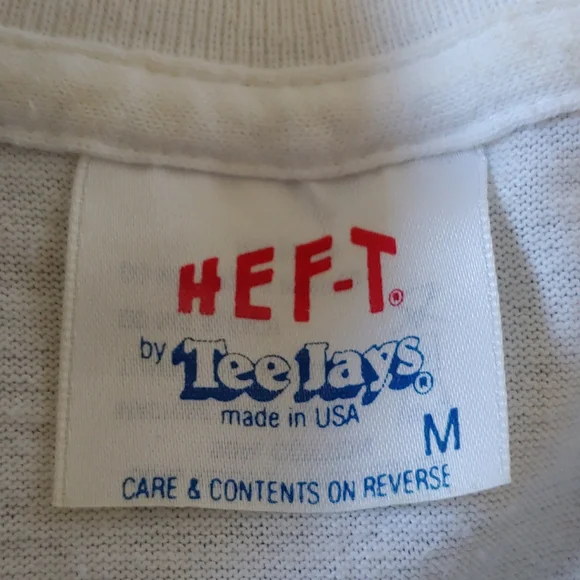 HEF-T®
by Tee Jays®
made in USA
M
CARE & CONTENTS ON REVERSE